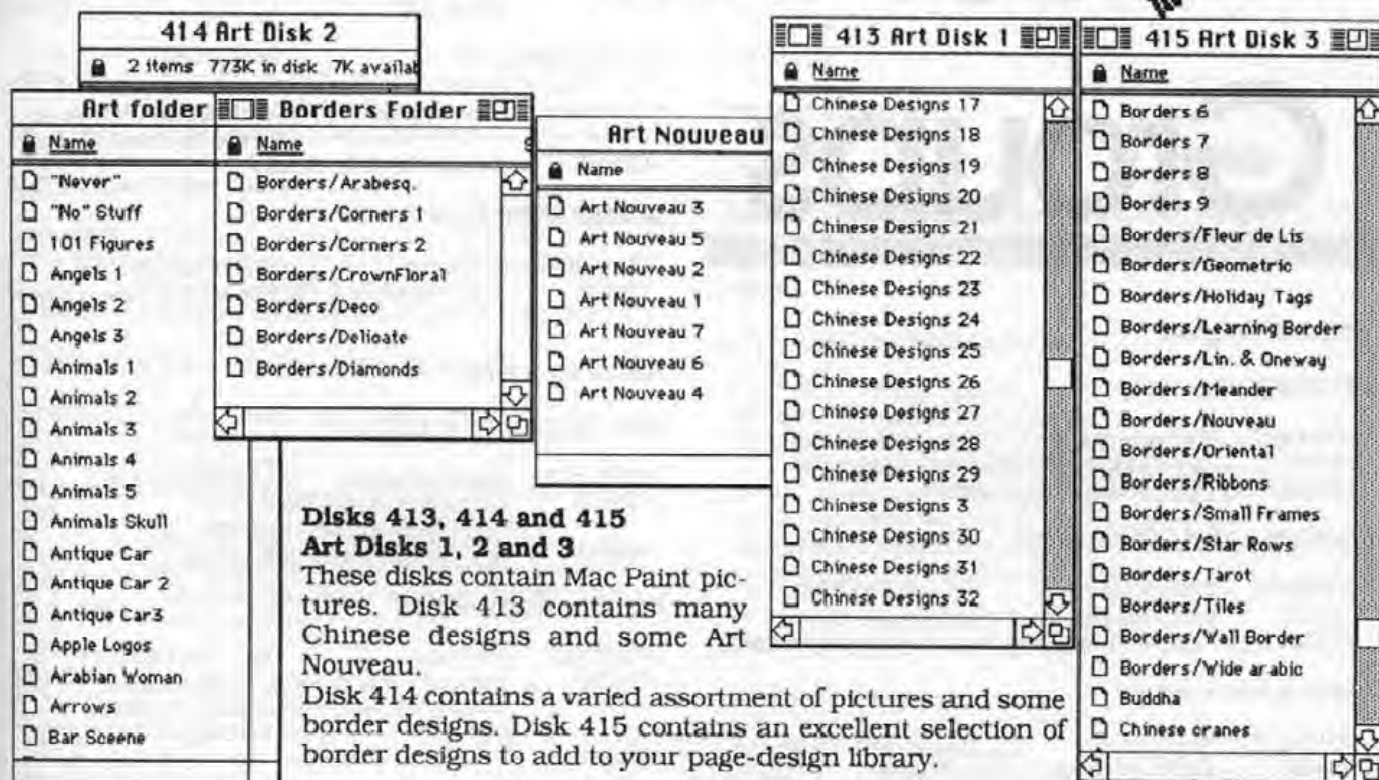 414 Art Disk 2
2 items 773K in disk 7K availab
Art folder
Name
"Never"
"No" Stuff
101 Figures
Angels 1
Angels 2
Angels 3
Animals 1
Animals 2
Animals 3
Animals 4
Animals 5
Animals Skull
Antique Car
Antique Car 2
Antique Car3
Apple Logos
Arabian Woman
Arrows
Bar Sceene
Borders Folder
Name
Borders/Arabesq.
Borders/Corners 1
Borders/Corners 2
Borders/CrownFloral
Borders/Deco
Borders/Delicate
Borders/Diamonds
Art Nouveau
Name
Art Nouveau 3
Art Nouveau 5
Art Nouveau 2
Art Nouveau 1
Art Nouveau 7
Art Nouveau 6
Art Nouveau 4
413 Art Disk 1
Name
Chinese Designs 17
Chinese Designs 18
Chinese Designs 19
Chinese Designs 20
Chinese Designs 21
Chinese Designs 22
Chinese Designs 23
Chinese Designs 24
Chinese Designs 25
Chinese Designs 26
Chinese Designs 27
Chinese Designs 28
Chinese Designs 29
Chinese Designs 3
Chinese Designs 30
Chinese Designs 31
Chinese Designs 32
415 Art Disk 3
Name
Borders 6
Borders 7
Borders 8
Borders 9
Borders/Fleur de Lis
Borders/Geometric
Borders/Holiday Tags
Borders/Learning Border
Borders/Lin. & Oneway
Borders/Meander
Borders/Nouveau
Borders/Oriental
Borders/Ribbons
Borders/Small Frames
Borders/Star Rows
Borders/Tarot
Borders/Tiles
Borders/Wall Border
Borders/Wide arabic
Buddha
Chinese cranes
Disks 413, 414 and 415
Art Disks 1, 2 and 3
These disks contain Mac Paint pic-
tures. Disk 413 contains many
Chinese designs and some Art
Nouveau.
Disk 414 contains a varied assortment of pictures and some
border designs. Disk 415 contains an excellent selection of
border designs to add to your page-design library.